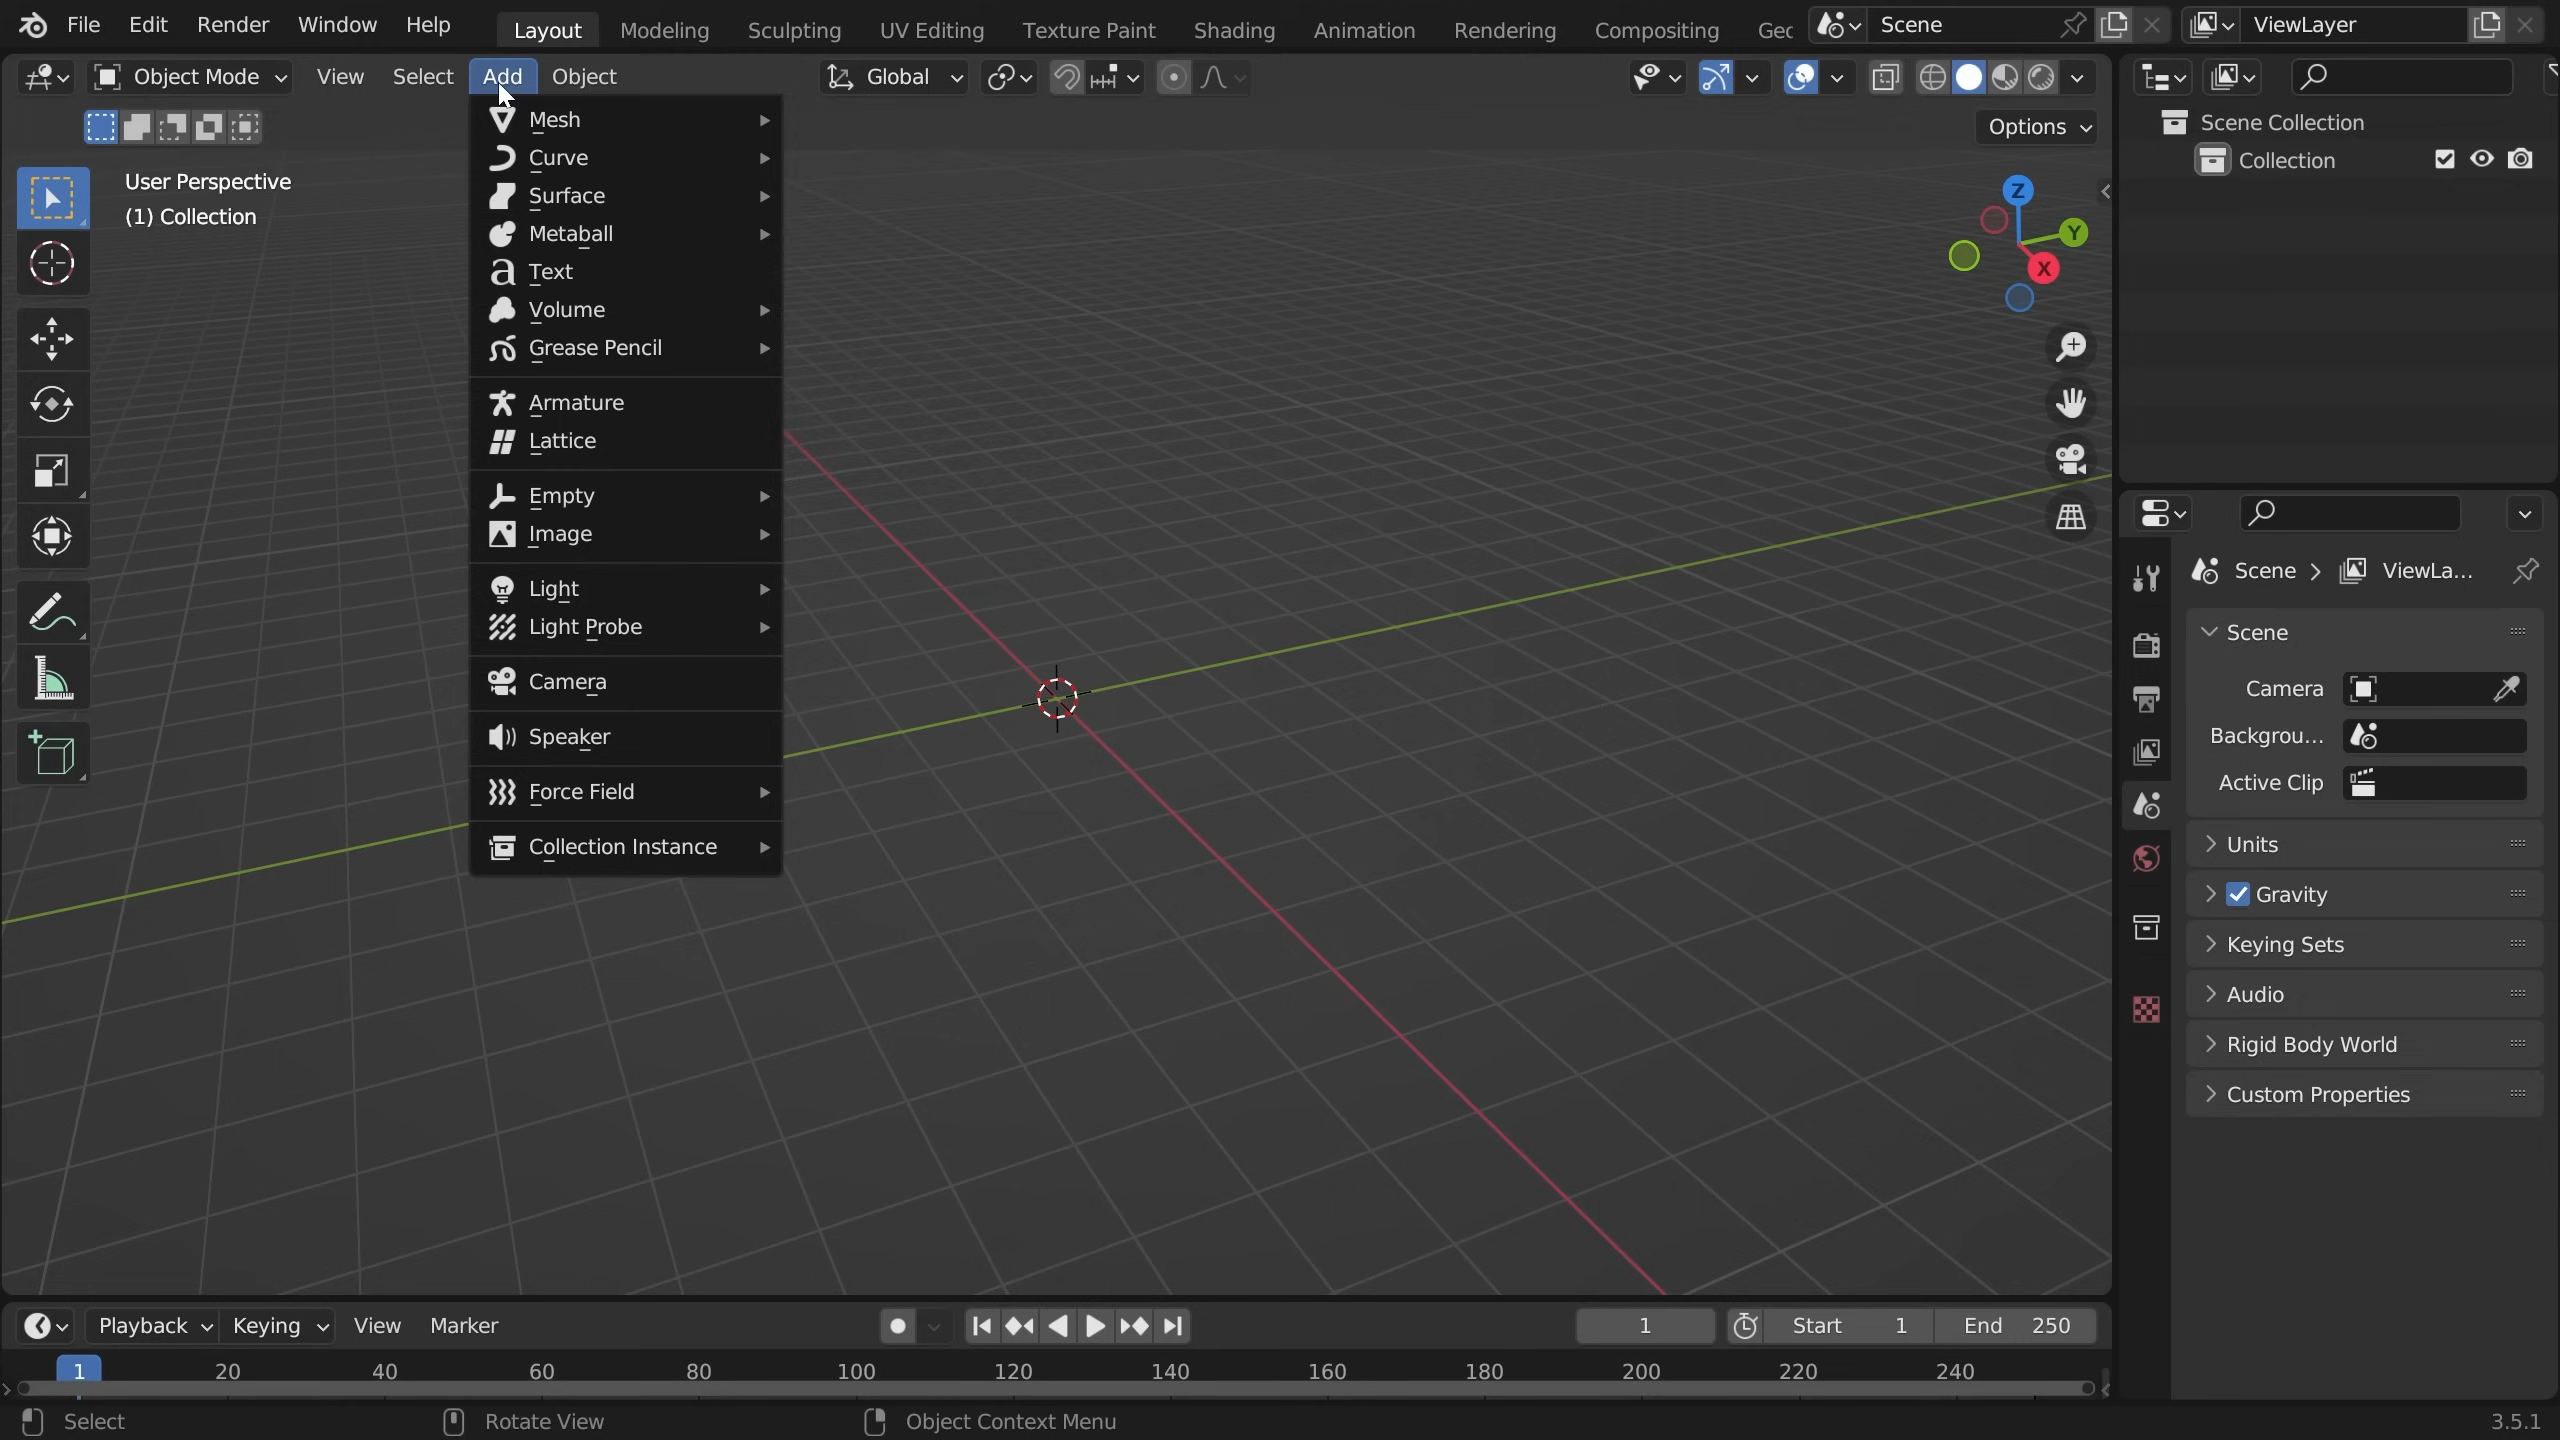 File Edit Render Window Help Layout Modeling Sculpting UV Editing Texture Paint Shading Animation Rendering Compositing Geo Scene ViewLayer
Object Mode View Select Add Object Global
Options
User Perspective
(1) Collection
Mesh
Curve
Surface
Metaball
Text
Volume
Grease Pencil
Armature
Lattice
Empty
Image
Light
Light Probe
Camera
Speaker
Force Field
Collection Instance
Z
Y
X
Scene Collection
Collection
Scene ViewLa...
Scene
Camera
Backgrou...
Active Clip
Units
Gravity
Keying Sets
Audio
Rigid Body World
Custom Properties
Playback Keying View Marker 1 Start 1 End 250
1 20 40 60 80 100 120 140 160 180 200 220 240
Select Rotate View Object Context Menu 3.5.1